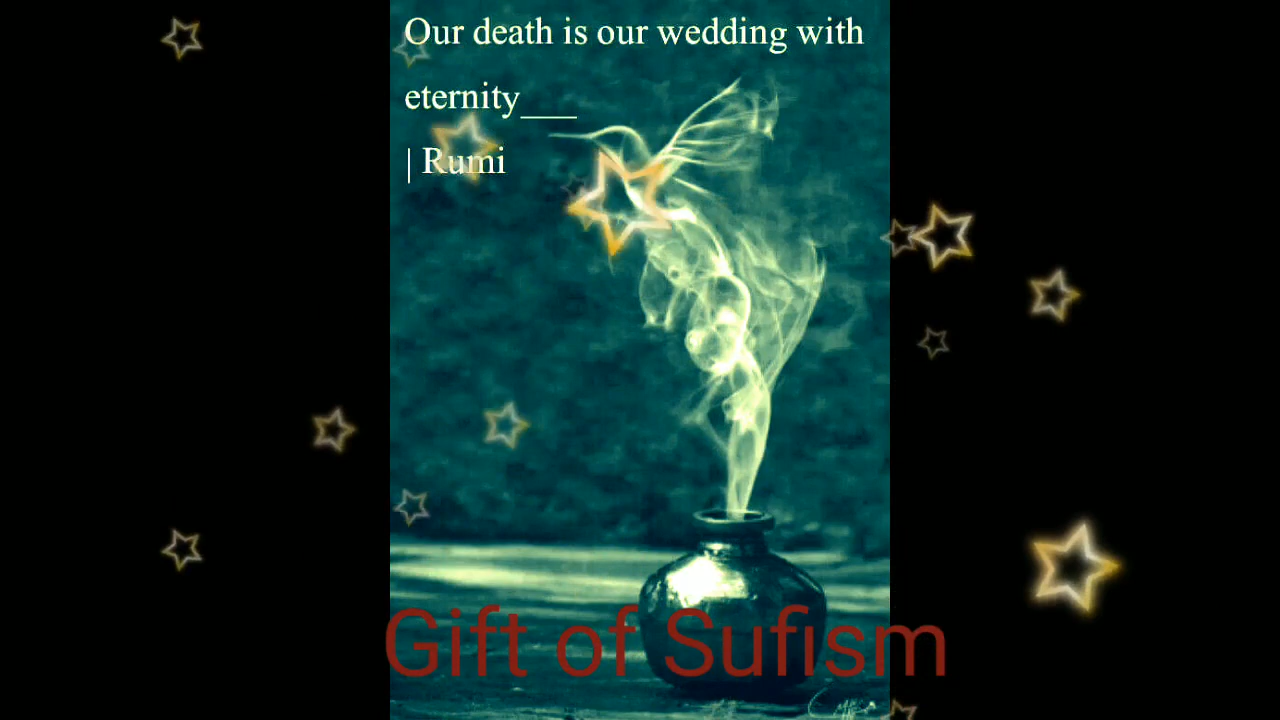 Our death is our wedding with
eternity___
| Rumi
Gift of Sufism